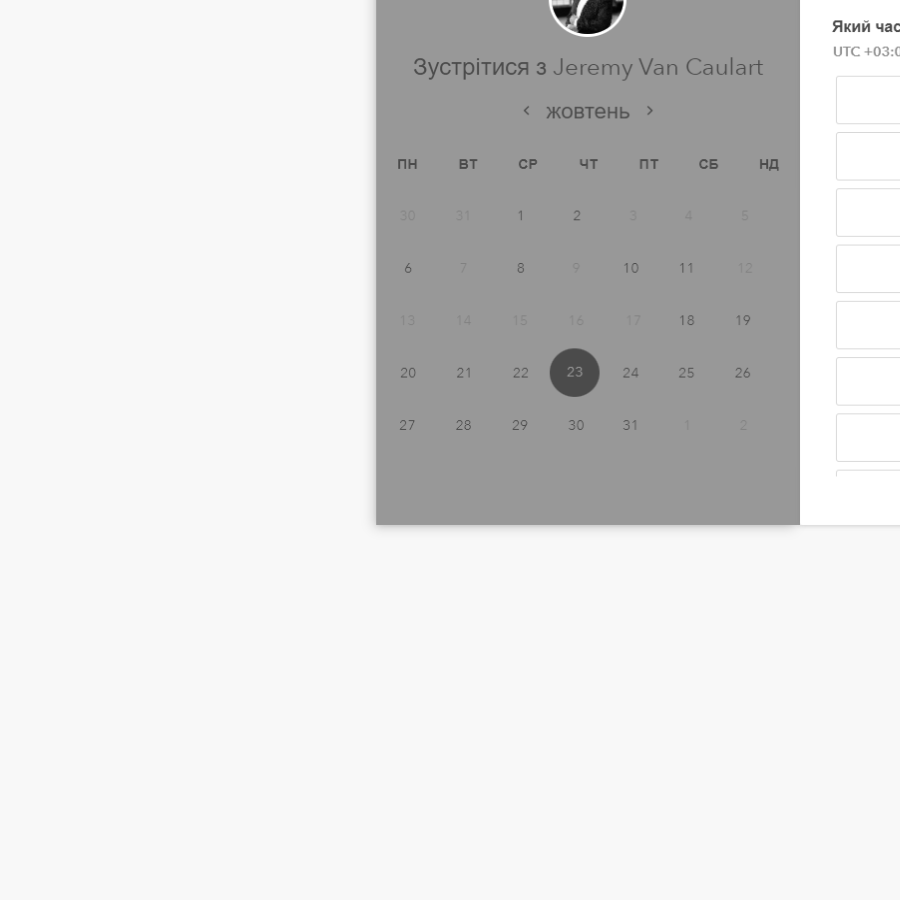 Зустрітися з Jeremy Van Caulart
жовтень
ПН ВТ СР ЧТ ПТ СБ НД
30 31 1 2 3 4 5
6 7 8 9 10 11 12
13 14 15 16 17 18 19
20 21 22 23 24 25 26
27 28 29 30 31 1 2
Який час
UTC +03:0